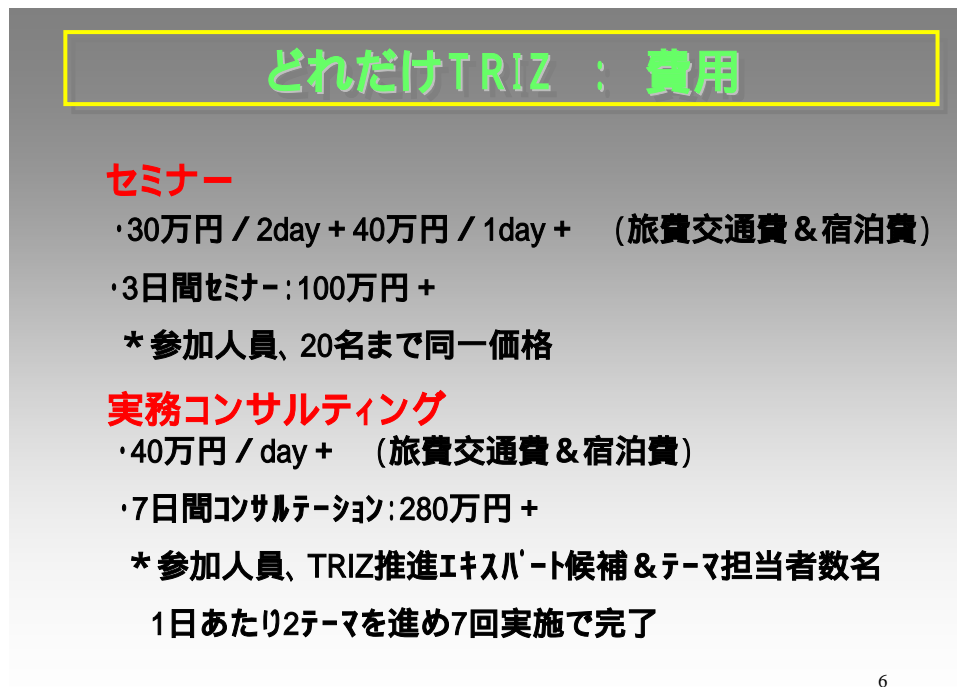 どれだけTRIZ ： 費用
セミナー
・30万円／2day＋40万円／1day＋　(旅費交通費＆宿泊費)
・3日間ｾﾐﾅｰ：100万円＋
＊参加人員、20名まで同一価格
実務コンサルティング
・40万円／day＋　(旅費交通費＆宿泊費)
・7日間ｺﾝｻﾙﾃｰｼｮﾝ：280万円＋
＊参加人員、TRIZ推進ｴｷｽﾊﾟｰﾄ候補＆ﾃｰﾏ担当者数名
1日あたり2ﾃｰﾏを進め7回実施で完了
6